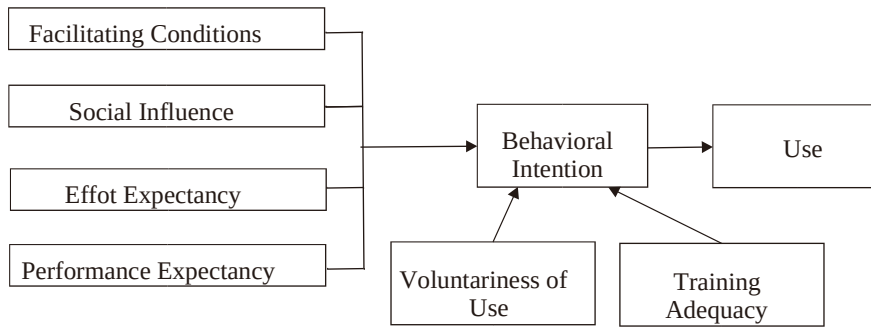 Facilitating Conditions
Social Influence
Effot Expectancy
Performance Expectancy
Behavioral
Intention
Use
Voluntariness of
Use
Training
Adequacy